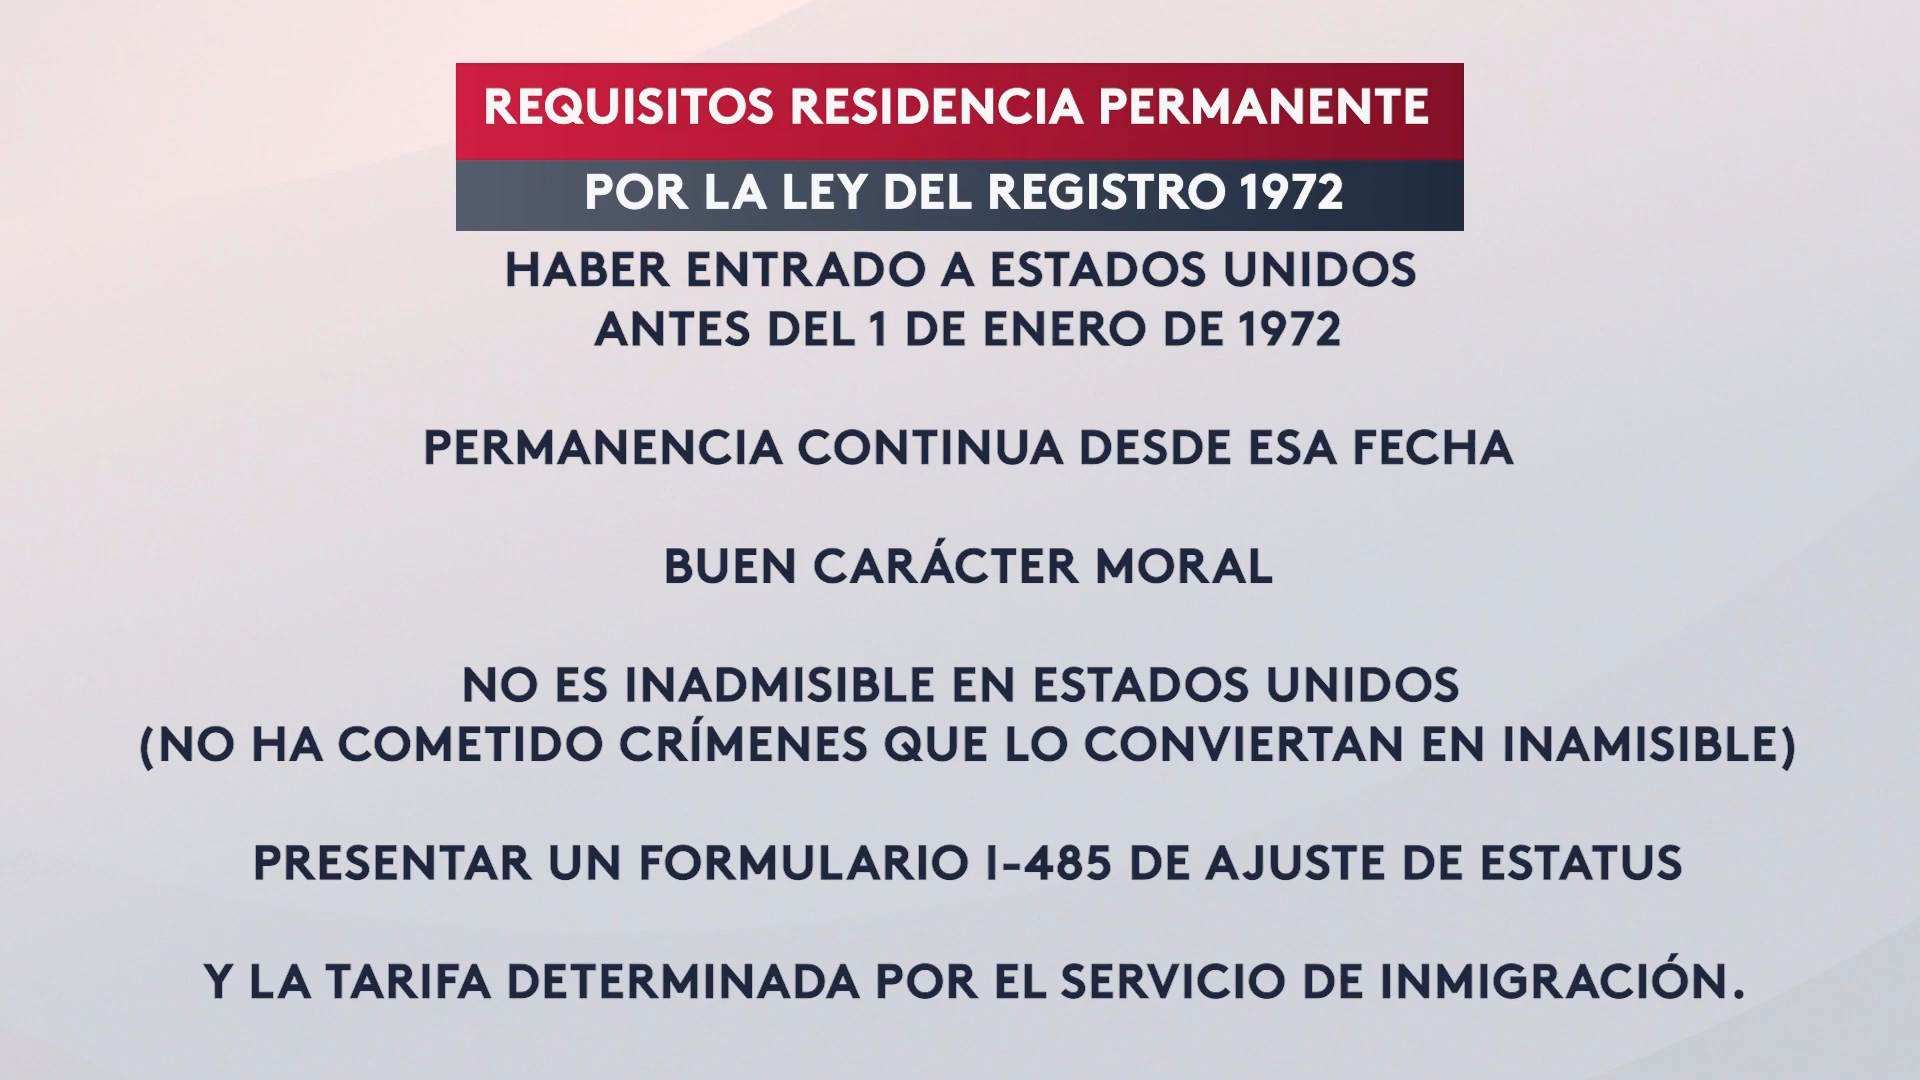 REQUISITOS RESIDENCIA PERMANENTE
POR LA LEY DEL REGISTRO 1972
HABER ENTRADO A ESTADOS UNIDOS
ANTES DEL 1 DE ENERO DE 1972
PERMANENCIA CONTINUA DESDE ESA FECHA
BUEN CARÁCTER MORAL
NO ES INADMISIBLE EN ESTADOS UNIDOS
(NO HA COMETIDO CRÍMENES QUE LO CONVIERTAN EN INAMISIBLE)
PRESENTAR UN FORMULARIO I-485 DE AJUSTE DE ESTATUS
Y LA TARIFA DETERMINADA POR EL SERVICIO DE INMIGRACIÓN.